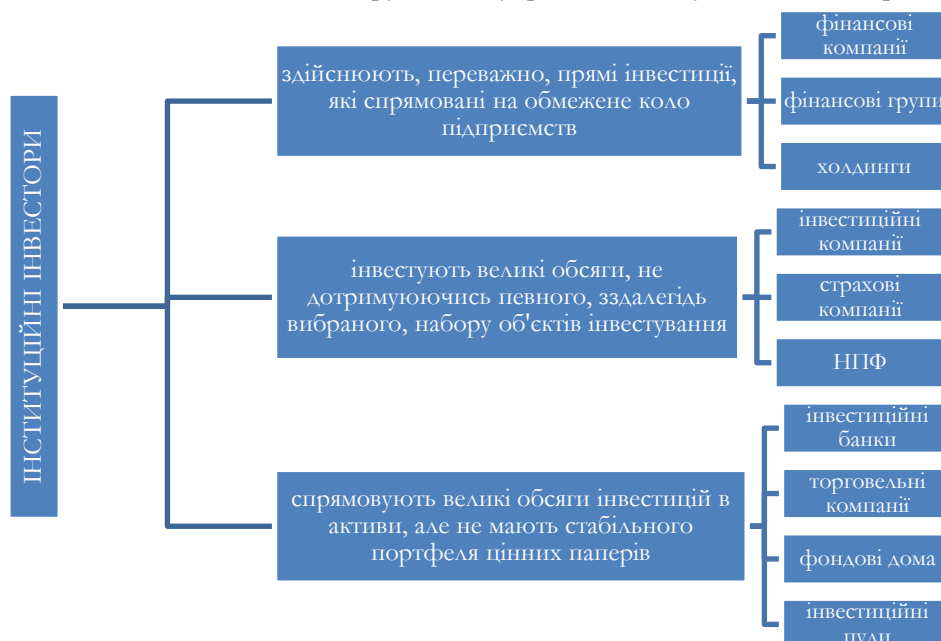 ІНСТИТУЦІЙНІ ІНВЕСТОРИ
здійснюють, переважно, прямі інвестиції,
які спрямовані на обмежене коло
підприємств
фінансові
компанії
фінансові групи
холдинги
інвестують великі обсяги, не
дотримуючись певного, зздалегідь
вибраного, набору об'єктів інвестування
інвестиційні
компанії
страхові
компанії
НПФ
спрямовують великі обсяги інвестицій в
активи, але не мають стабільного
портфеля цінних паперів
інвестиційні
банки
торговельні
компанії
фондові дома
інвестиційні
пули